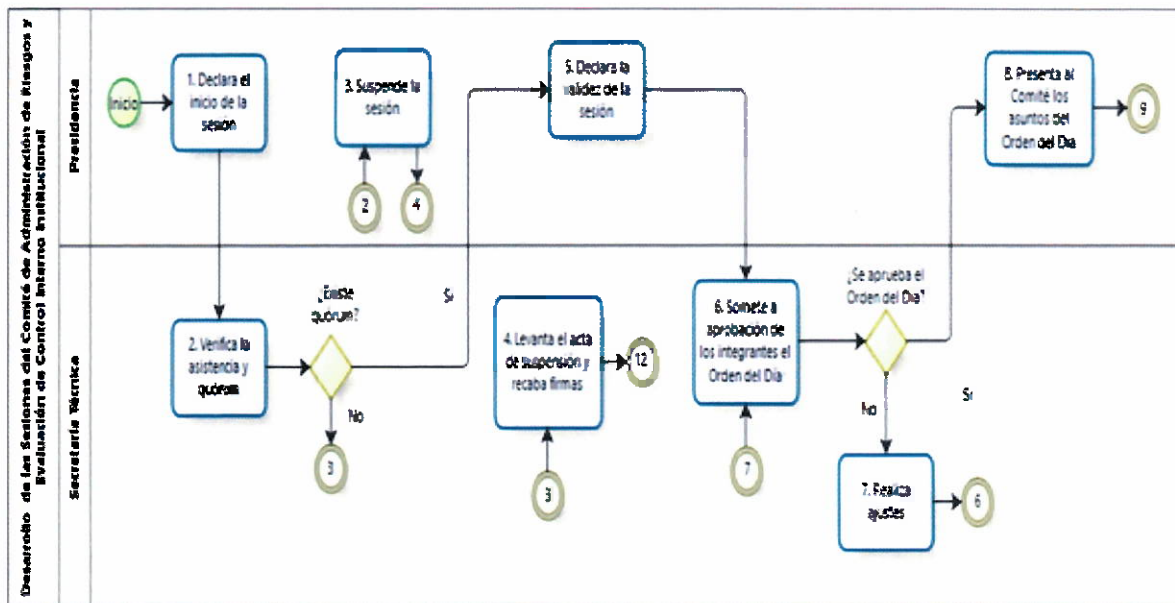 Desarrollo de las Sesiones del Comité de Administración de Riesgos y
Evaluación de Control Interno Institucional
Presidencia
Inicio
1. Declara el
inicio de la
sesión
3. Suspende la
sesión
2
4
5. Declara la
validez de la
sesión
8. Presenta al
Comité los
asuntos del
Orden del Día
9
Secretaría Técnica
2. Verifica la
asistencia y
quórum
¿Existe
quórum?
Sí
No
3
4. Levanta el acta
de suspensión y
recaba firmas
12
3
6. Somete a
aprobación de
los integrantes el
Orden del Día
7
¿Se aprueba el
Orden del Día?
No
Sí
7. Realiza
ajustes
6